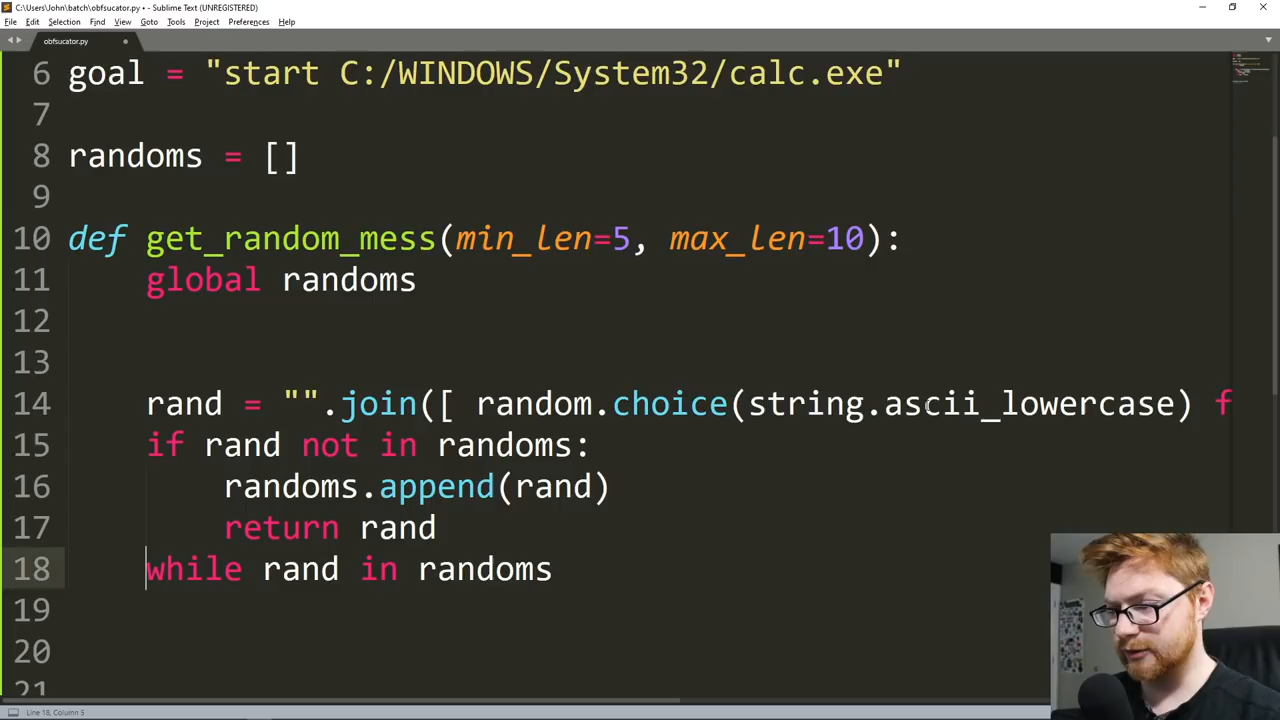 C:\Users\John\batch\obfsucator.py • - Sublime Text (UNREGISTERED)
File Edit Selection Find View Goto Tools Project Preferences Help
obfsucator.py
6 goal = "start C:/WINDOWS/System32/calc.exe"
7
8 randoms = []
9
10 def get_random_mess(min_len=5, max_len=10):
11 global randoms
12
13
14 rand = "".join([ random.choice(string.ascii_lowercase) f
15 if rand not in randoms:
16 randoms.append(rand)
17 return rand
18 while rand in randoms
19
20
21
Line 18, Column 5